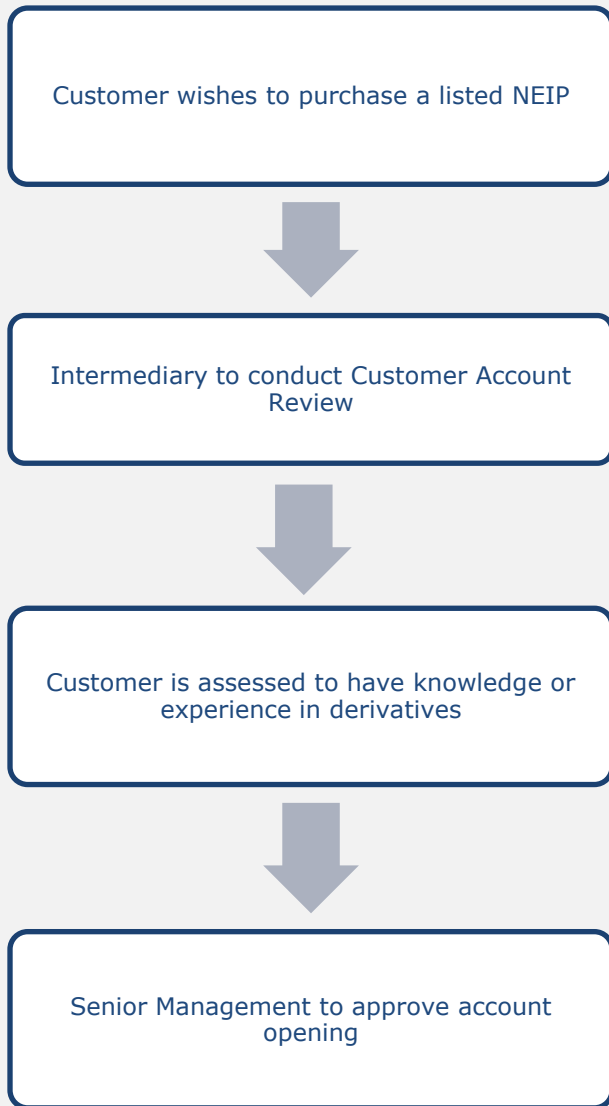 Customer wishes to purchase a listed NEIP
Intermediary to conduct Customer Account
Review
Customer is assessed to have knowledge or
experience in derivatives
Senior Management to approve account
opening